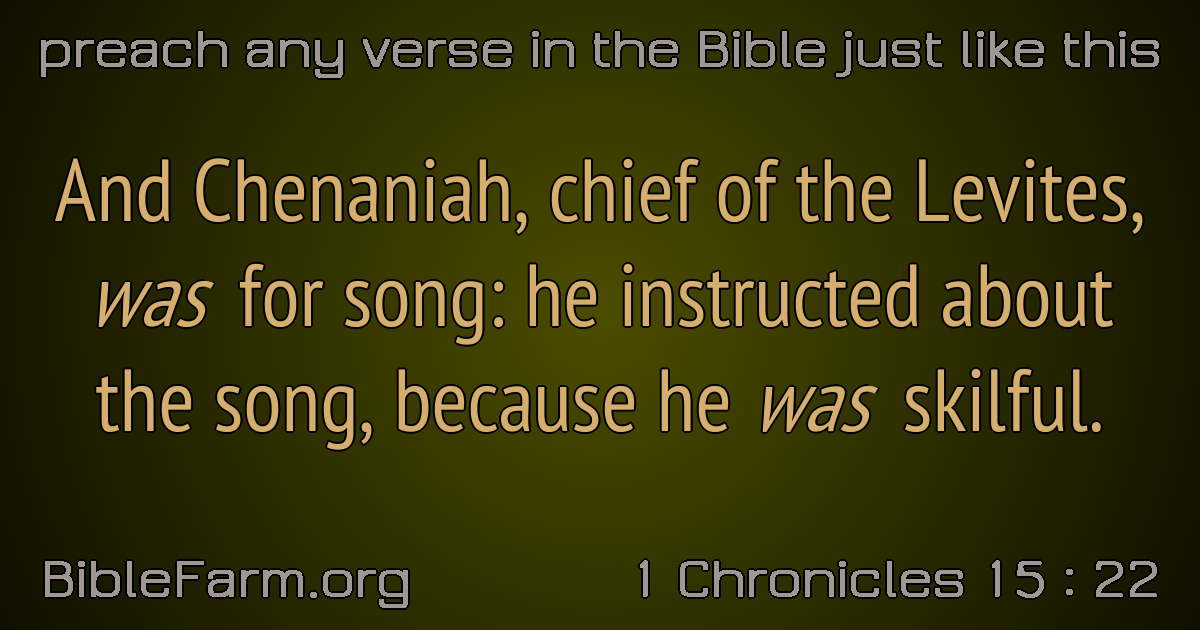 preach any verse in the Bible just like this
And Chenaniah, chief of the Levites,
was for song: he instructed about
the song, because he was skilful.
BibleFarm.org 1 Chronicles 15 : 22